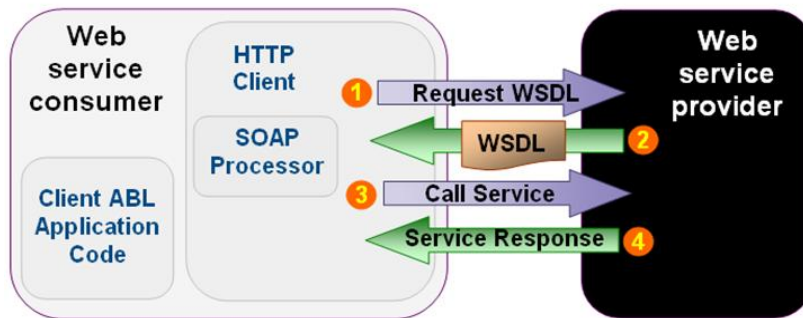 Web
service
consumer
HTTP
Client
SOAP
Processor
Client ABL
Application
Code
1
Request WSDL
WSDL
2
3
Call Service
Service Response
4
Web
service
provider